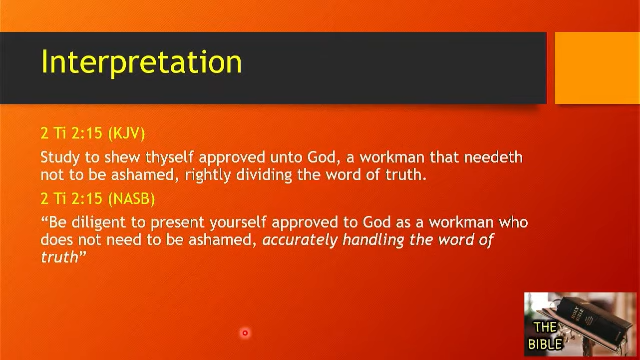 Interpretation
2 Ti 2:15 (KJV)
Study to shew thyself approved unto God, a workman that needeth
not to be ashamed, rightly dividing the word of truth.
2 Ti 2:15 (NASB)
“Be diligent to present yourself approved to God as a workman who
does not need to be ashamed, accurately handling the word of
truth”
THE
BIBLE
HOLY
BIBLE